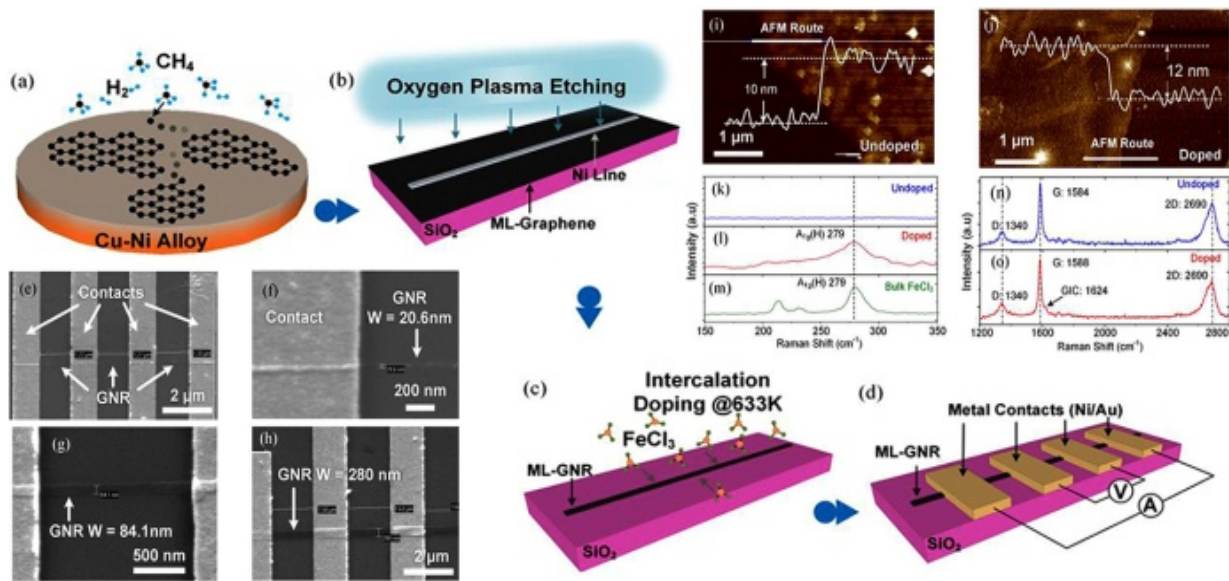 (a)
CH4
H2
Cu-Ni Alloy
(b)
Oxygen Plasma Etching
Ni Line
ML-Graphene
SiO2
(i)
AFM Route
10 nm
1 µm
Undoped
(j)
12 nm
1 µm
AFM Route
Doped
(k)
Undoped
(l)
A1g(H) 279
Doped
(m)
A1g(H) 279
Bulk FeCl3
Intensity (a.u)
150
200
250
300
350
Raman Shift (cm-1)
(n)
Undoped
G: 1584
2D: 2690
D: 1340
(o)
Doped
G: 1588
2D: 2690
D: 1340
GIC: 1624
Intensity (a.u)
1200
1600
2000
2400
2800
Raman Shift (cm-1)
(e)
Contacts
GNR
2 µm
(f)
Contact
GNR
W = 20.6nm
200 nm
(g)
GNR W = 84.1nm
500 nm
(h)
GNR W = 280 nm
2 µm
(c)
Intercalation
Doping @633K
FeCl3
ML-GNR
SiO2
(d)
Metal Contacts (Ni/Au)
ML-GNR
V
A
SiO2